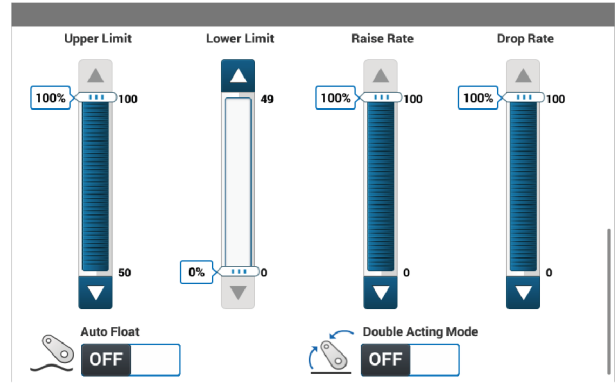 Upper Limit
Lower Limit
Raise Rate
Drop Rate
100%
100
49
100%
100
100%
100
50
0%
0
0
0
Auto Float
OFF
Double Acting Mode
OFF